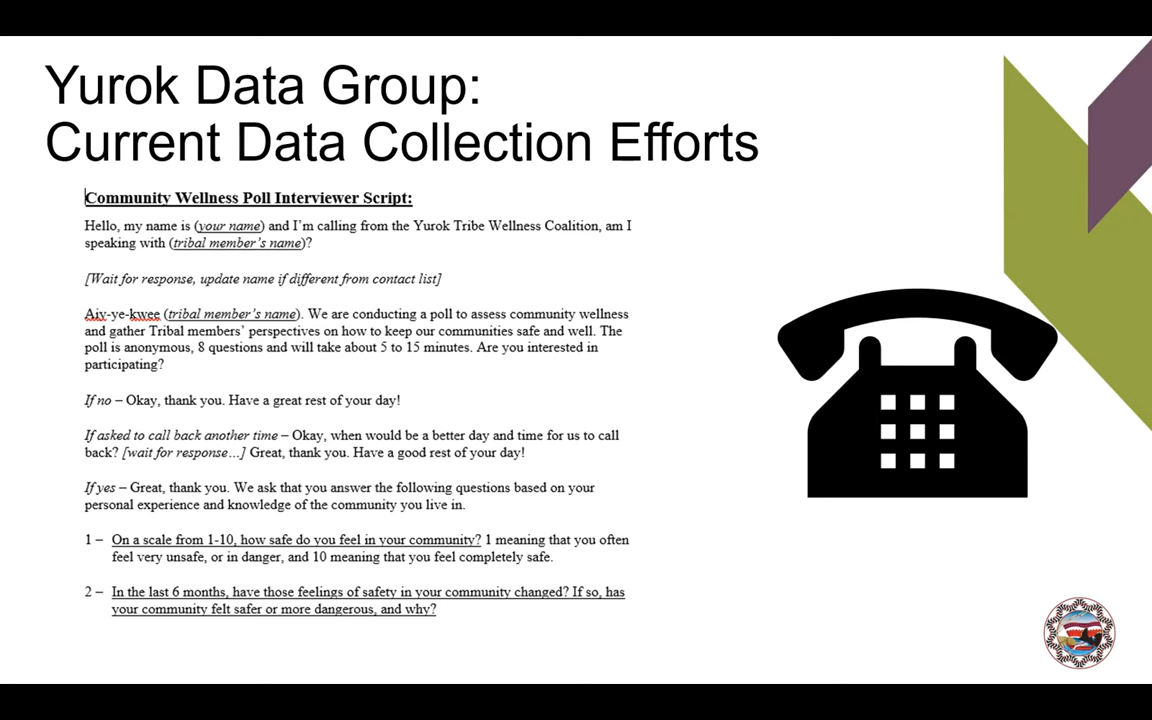 Yurok Data Group:
Current Data Collection Efforts
Community Wellness Poll Interviewer Script:
Hello, my name is (your name) and I'm calling from the Yurok Tribe Wellness Coalition, am I
speaking with (tribal member's name)?
[Wait for response, update name if different from contact list]
Aiy-ye-kwee (tribal member's name). We are conducting a poll to assess community wellness
and gather Tribal members' perspectives on how to keep our communities safe and well. The
poll is anonymous, 8 questions and will take about 5 to 15 minutes. Are you interested in
participating?
If no – Okay, thank you. Have a great rest of your day!
If asked to call back another time – Okay, when would be a better day and time for us to call
back? [wait for response…] Great, thank you. Have a good rest of your day!
If yes – Great, thank you. We ask that you answer the following questions based on your
personal experience and knowledge of the community you live in.
1 – On a scale from 1-10, how safe do you feel in your community? 1 meaning that you often
feel very unsafe, or in danger, and 10 meaning that you feel completely safe.
2 – In the last 6 months, have those feelings of safety in your community changed? If so, has
your community felt safer or more dangerous, and why?